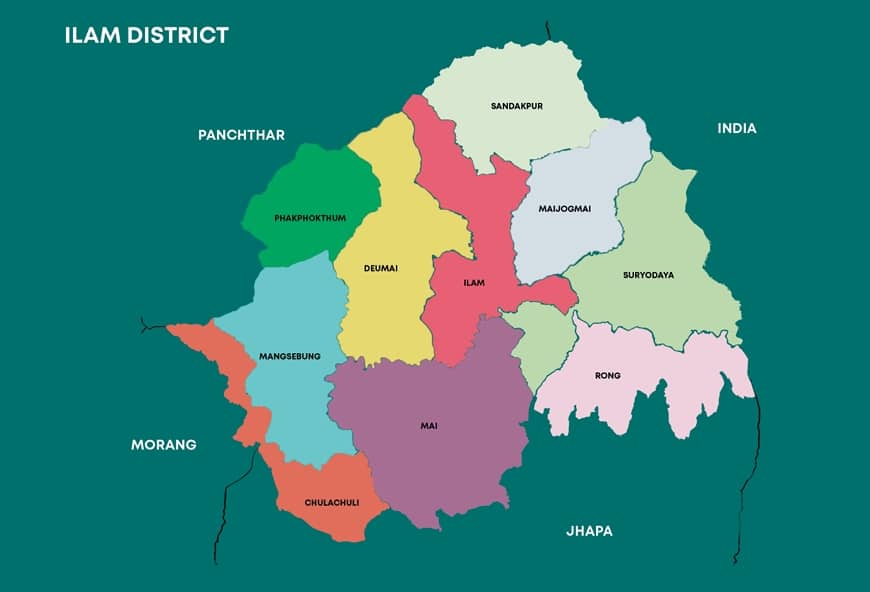 ILAM DISTRICT
SANDAKPUR
PANCHTHAR
INDIA
MAIJOGMAI
PHAKPHOKTHUM
DEUMAI
SURYODAYA
ILAM
MANGSEBUNG
RONG
MAI
MORANG
CHULACHULI
JHAPA